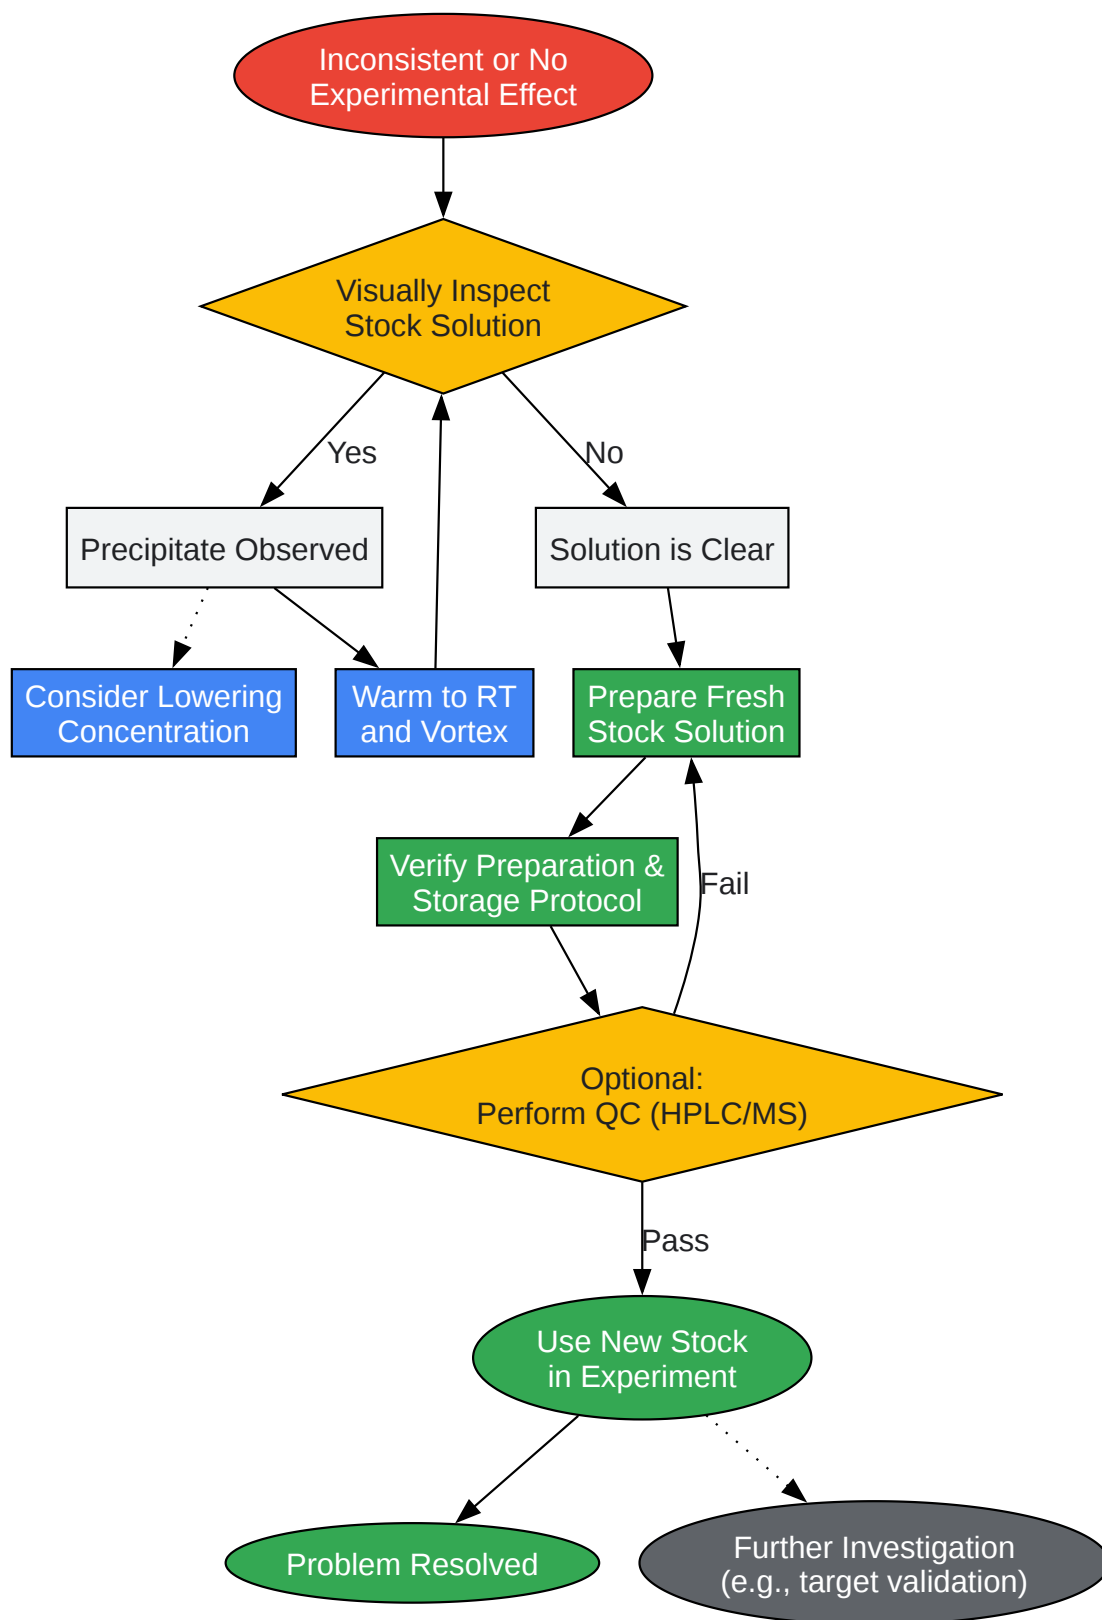 Inconsistent or No
Experimental Effect
Visually Inspect
Stock Solution
Yes
No
Precipitate Observed
Solution is Clear
Consider Lowering
Concentration
Warm to RT
and Vortex
Prepare Fresh
Stock Solution
Verify Preparation &
Storage Protocol
Fail
Optional:
Perform QC (HPLC/MS)
Pass
Use New Stock
in Experiment
Problem Resolved
Further Investigation
(e.g., target validation)